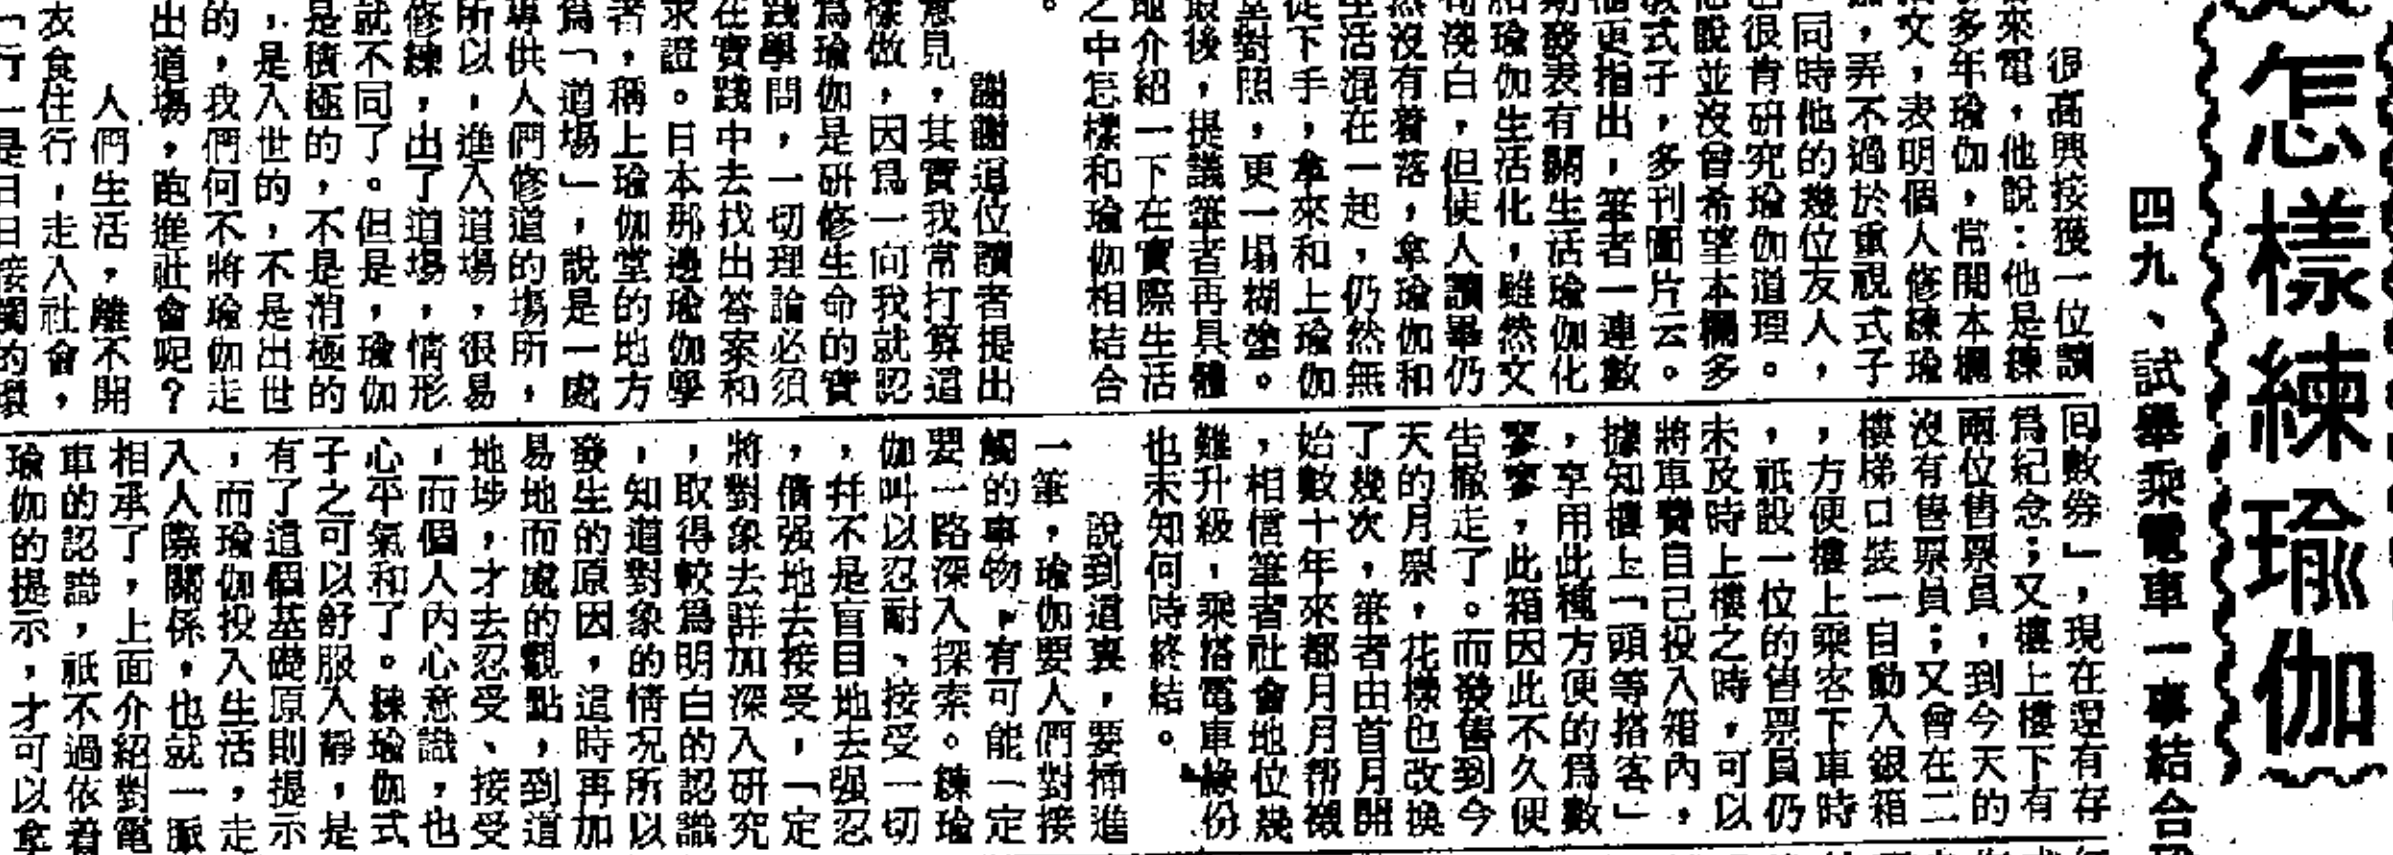 怎樣練瑜伽
四九、試舉乘電車一事結合
很高興按獲一位讀
來電，他說：他是練
多年瑜伽，常閱本欄
文，表明個人修練瑜
，弄不過於重視式子
同時他的幾位友人，
很肯研究瑜伽道理。
說並沒曾希望本欄多
式子，多刊圖片云。
更指出，筆者一連數
發表有關生活瑜伽化
瑜伽生活化，雖然文
淺白，但使人讀畢仍
沒有着落，拿瑜伽和
生活混在一起，仍然無
從下手，拿來和上瑜伽
對照，更一塌糊塗。
最後，提議筆者再具體
地介紹一下在實際生活
之中怎樣和瑜伽相結合
。
謝謝這位讀者提出
意見，其實我常打算這
樣做，因爲一向我就認
爲瑜伽是研修生命的實
踐學問，一切理論必須
在實踐中去找出答案和
求證。日本那邊瑜伽學
者，稱上瑜伽堂的地方
爲「道場」，說是一處
專供人們修道的場所，
所以，進入道場，很易
修練，出了道場，情形
就不同了。但是，瑜伽
是積極的，不是消極的
，是入世的，不是出世
的，我們何不將瑜伽走
出道場，跑進社會呢？
人們生活，離不開
衣食住行，走入社會，
「行」是日日接觸的環
回數券」，現在還有存
爲紀念；又樓上樓下有
兩位售票員，到今天的
沒有售票員；又曾在二
樓梯口裝一自動入銀箱
，方便樓上乘客下車時
，祇設一位的售票員仍
未及時上樓之時，可以
將車費自己投入箱內，
據知樓上「頭等搭客」
，享用此種方便的爲數
寥寥，此箱因此不久便
告撤走了。而發售到今
天的月票，花樣也改換
了幾次，筆者由首月開
始數十年來都月月帮襯
，相信筆者社會地位幾
難升級，乘搭電車緣份
也未知何時終結。
說到這裏，要插進
一筆，瑜伽要人們對接
觸的事物，有可能一定
要一路深入探索。練瑜
伽叫以忍耐、接受一切
，幷不是盲目地去强忍
，倩强地去接受，「定
將對象去詳加深入研究
，取得較爲明白的認識
，知道對象的情况所以
發生的原因，這時再加
易地而處的觀點，到這
地埗，才去忍受、接受
，而個人內心意識，也
心平氣和了。練瑜伽式
子之可以舒服入靜，是
有了這個基礎原則提示
，而瑜伽投入生活，走
入人際關係，也就一脈
相承了，上面介紹對電
車的認識，祇不過依着
瑜伽的提示，才可以拿